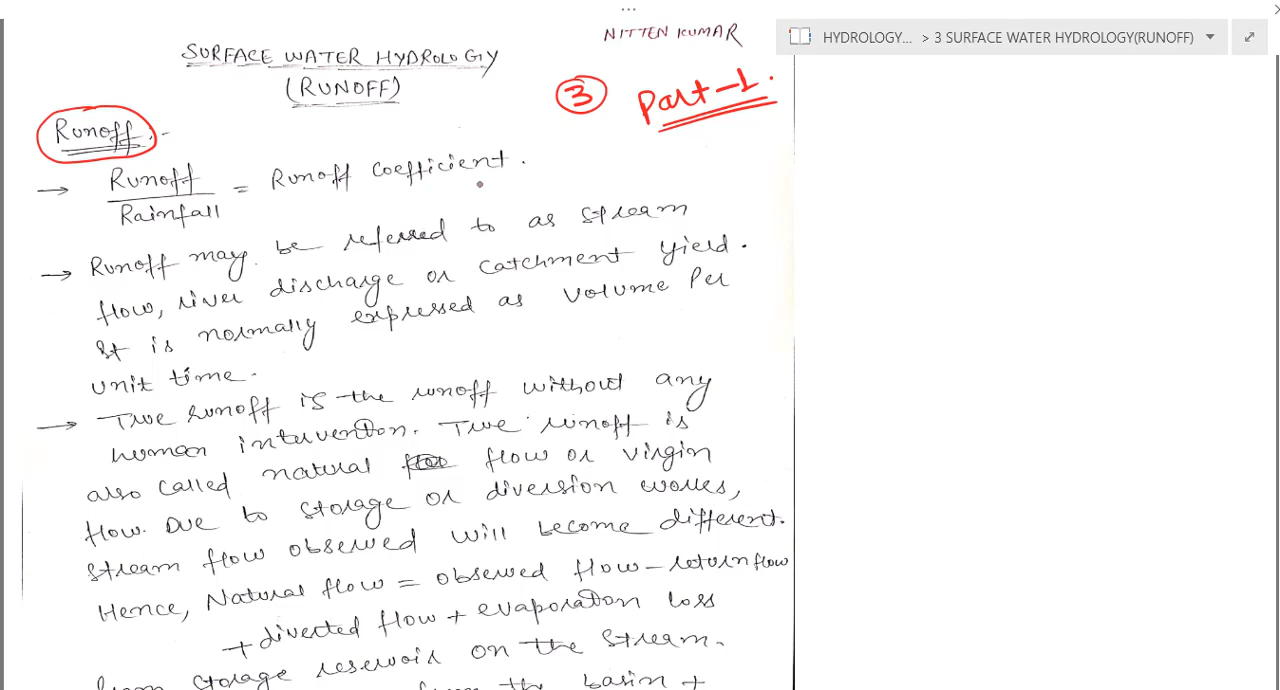 ...
NITTEN KUMAR
HYDROLOGY... > 3 SURFACE WATER HYDROLOGY(RUNOFF)
SURFACE WATER HYDROLOGY
(RUNOFF)
3 Part-1.
Runoff :-
→ Runoff / Rainfall = Runoff coefficient.
→ Runoff may be referred to as stream
flow, river discharge or catchment yield.
It is normally expressed as volume per
unit time.
→ True runoff is the runoff without any
human intervention. True runoff is
also called natural flow or virgin
flow. Due to storage or diversion works,
stream flow observed will become different.
Hence, Natural flow = observed flow - return flow
+ diverted flow + evaporation loss
from storage reservoir on the stream.
from the basin +